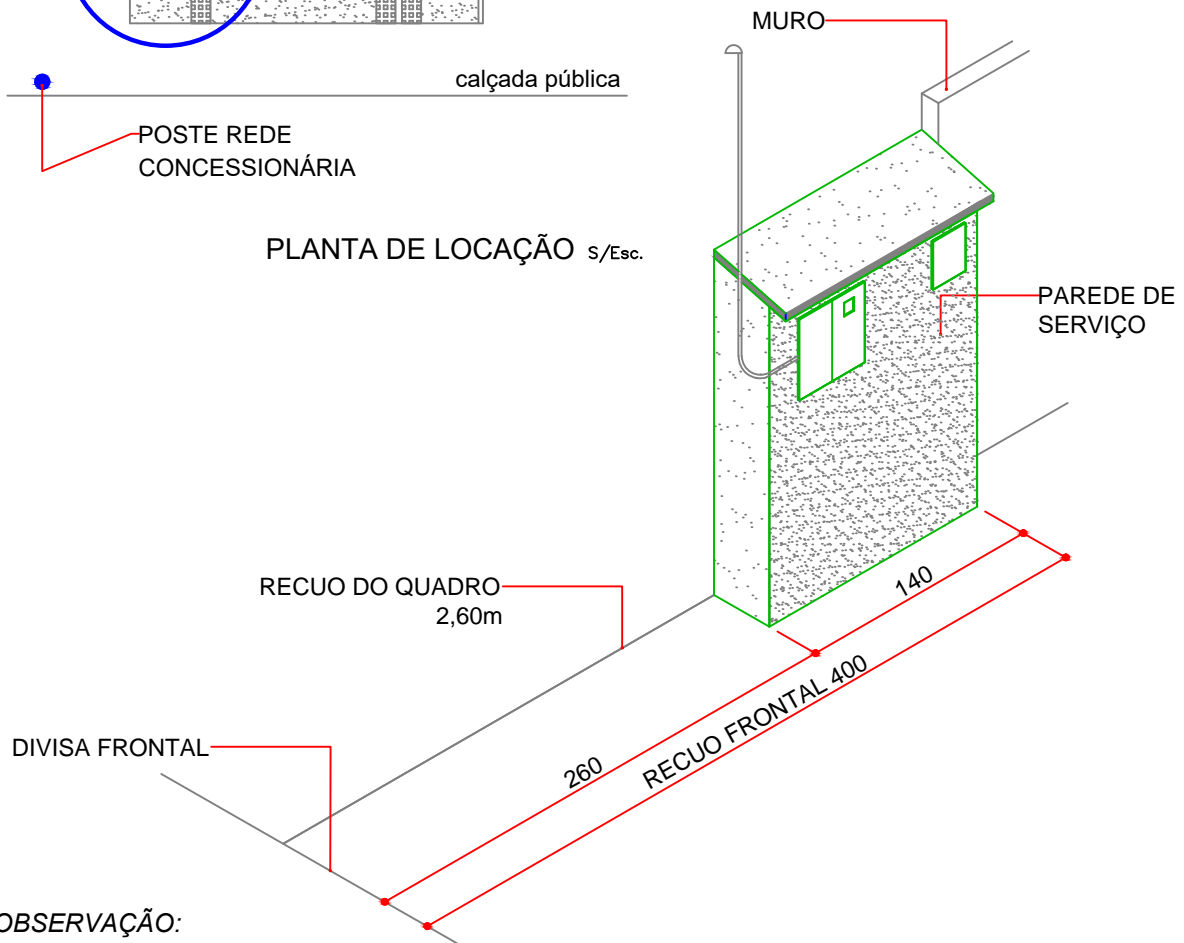 MURO
calçada pública
POSTE REDE
CONCESSIONÁRIA
PLANTA DE LOCAÇÃO S/Esc.
PAREDE DE
SERVIÇO
RECUO DO QUADRO
2,60m
140
RECUO FRONTAL 400
260
DIVISA FRONTAL
OBSERVAÇÃO: